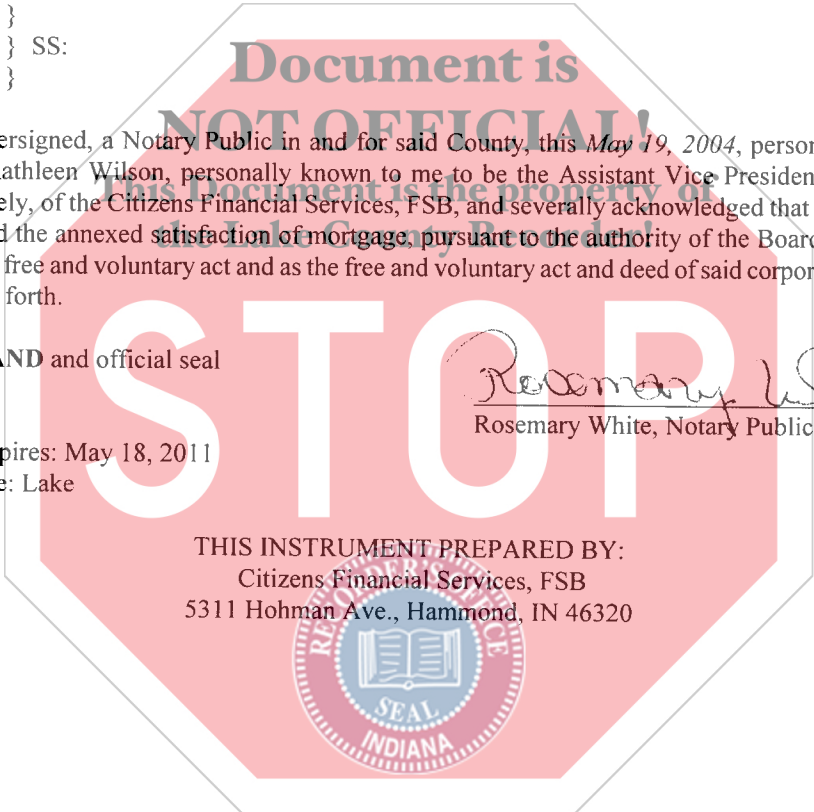 }
} SS:
}
Document is
NOT OFFICIAL!
ersigned, a Notary Public in and for said County, this May 19, 2004, person
athleen Wilson, personally known to me to be the Assistant Vice President
This Document is the property of
ely, of the Citizens Financial Services, FSB, and severally acknowledged that
the Lake County Recorder!
d the annexed satisfaction of mortgage, pursuant to the authority of the Board
free and voluntary act and as the free and voluntary act and deed of said corpor
forth.
STOP
AND and official seal
Rosemary W
Rosemary White, Notary Public
pires: May 18, 2011
e: Lake
THIS INSTRUMENT PREPARED BY:
Citizens Financial Services, FSB
5311 Hohman Ave., Hammond, IN 46320
RECORDER'S OFFICE
SEAL
INDIANA